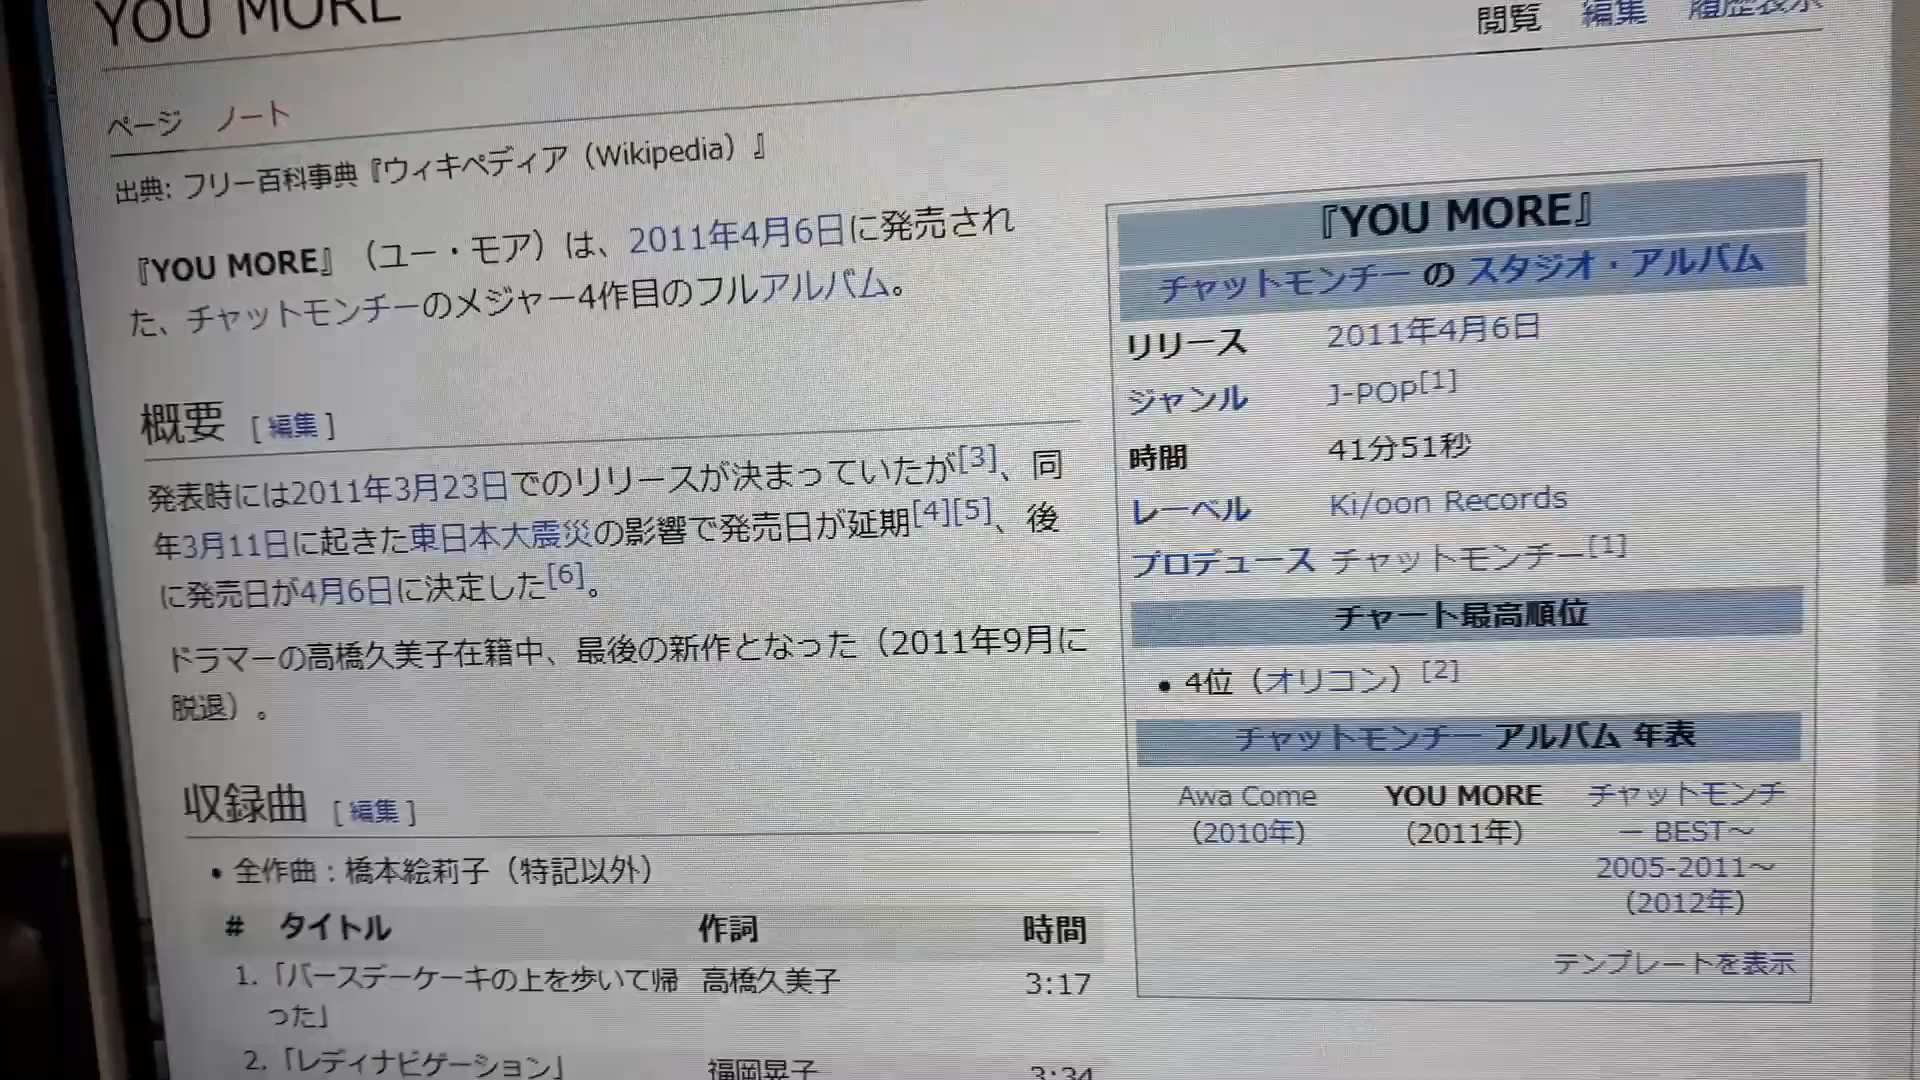 YOU MORE
閲覧 編集 履歴表示
ページ ノート
出典: フリー百科事典『ウィキペディア（Wikipedia）』
『YOU MORE』（ユー・モア）は、2011年4月6日に発売され
た、チャットモンチーのメジャー4作目のフルアルバム。
概要 [ 編集 ]
発表時には2011年3月23日でのリリースが決まっていたが[3]、同
年3月11日に起きた東日本大震災の影響で発売日が延期[4][5]、後
に発売日が4月6日に決定した[6]。
ドラマーの高橋久美子在籍中、最後の新作となった（2011年9月に
脱退）。
収録曲 [ 編集 ]
• 全作曲：橋本絵莉子（特記以外）
# タイトル 作詞 時間
1. 「バースデーケーキの上を歩いて帰 高橋久美子 3:17
った」
2. 「レディナビゲーション」 福岡晃子 3:34
『YOU MORE』
チャットモンチー の スタジオ・アルバム
リリース 2011年4月6日
ジャンル J-POP[1]
時間 41分51秒
レーベル Ki/oon Records
プロデュース チャットモンチー[1]
チャート最高順位
• 4位（オリコン）[2]
チャットモンチー アルバム 年表
Awa Come YOU MORE チャットモンチ
(2010年) (2011年) ー BEST〜
2005-2011〜
(2012年)
テンプレートを表示